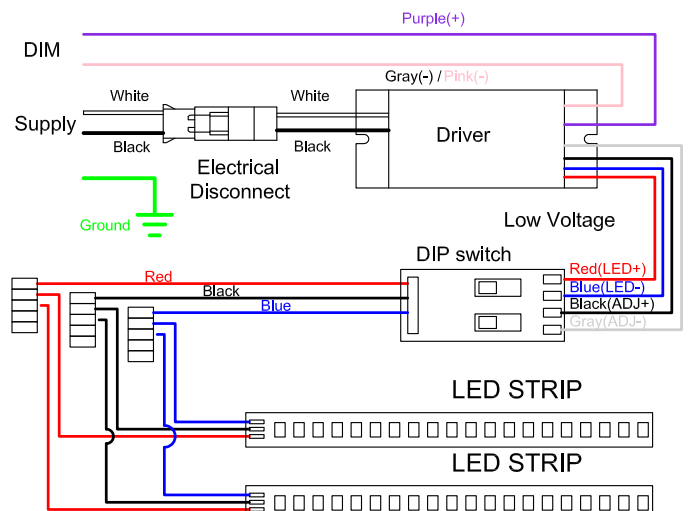 Purple(+)
DIM
Gray(-) / Pink(-)
White
White
Supply
Driver
Black
Black
Electrical
Disconnect
Ground
Low Voltage
DIP switch
Red
Red(LED+)
Black
Blue(LED-)
Blue
Black(ADJ+)
Gray(ADJ-)
LED STRIP
LED STRIP